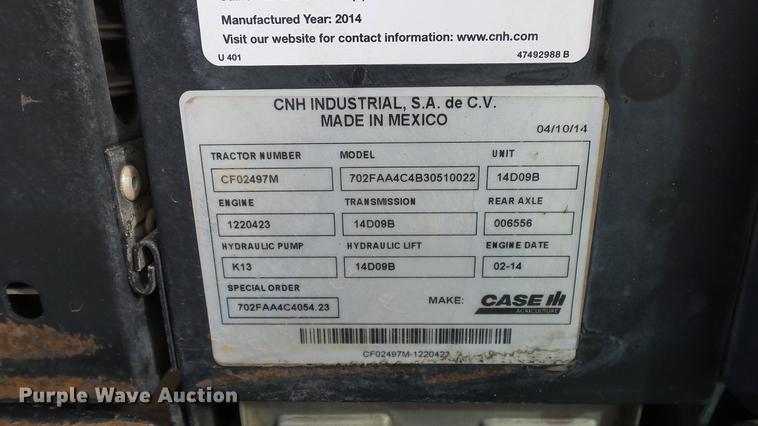 Manufactured Year: 2014
Visit our website for contact information: www.cnh.com
U 401 47492988 B
CNH INDUSTRIAL, S.A. de C.V.
MADE IN MEXICO
04/10/14
TRACTOR NUMBER MODEL UNIT
CF02497M 702FAA4C4B30510022 14D09B
ENGINE TRANSMISSION REAR AXLE
1220423 14D09B 006556
HYDRAULIC PUMP HYDRAULIC LIFT ENGINE DATE
K13 14D09B 02-14
SPECIAL ORDER
702FAA4C4054.23 MAKE: CASE IH
AGRICULTURE
CF02497M-1220423
Purple Wave Auction